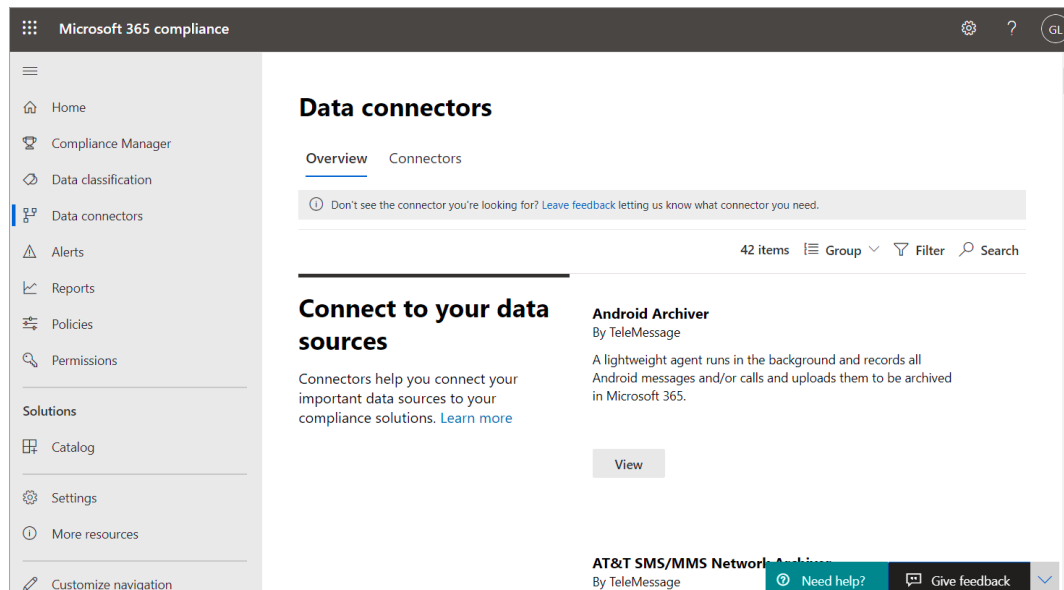 Microsoft 365 compliance
?
GL
Home
Compliance Manager
Data classification
Data connectors
Alerts
Reports
Policies
Permissions
Solutions
Catalog
Settings
More resources
Customize navigation
Data connectors
Overview Connectors
Don't see the connector you're looking for? Leave feedback letting us know what connector you need.
42 items Group Filter Search
Connect to your data
sources
Connectors help you connect your
important data sources to your
compliance solutions. Learn more
Android Archiver
By TeleMessage
A lightweight agent runs in the background and records all
Android messages and/or calls and uploads them to be archived
in Microsoft 365.
View
AT&T SMS/MMS Network Archiver
By TeleMessage
Need help? Give feedback